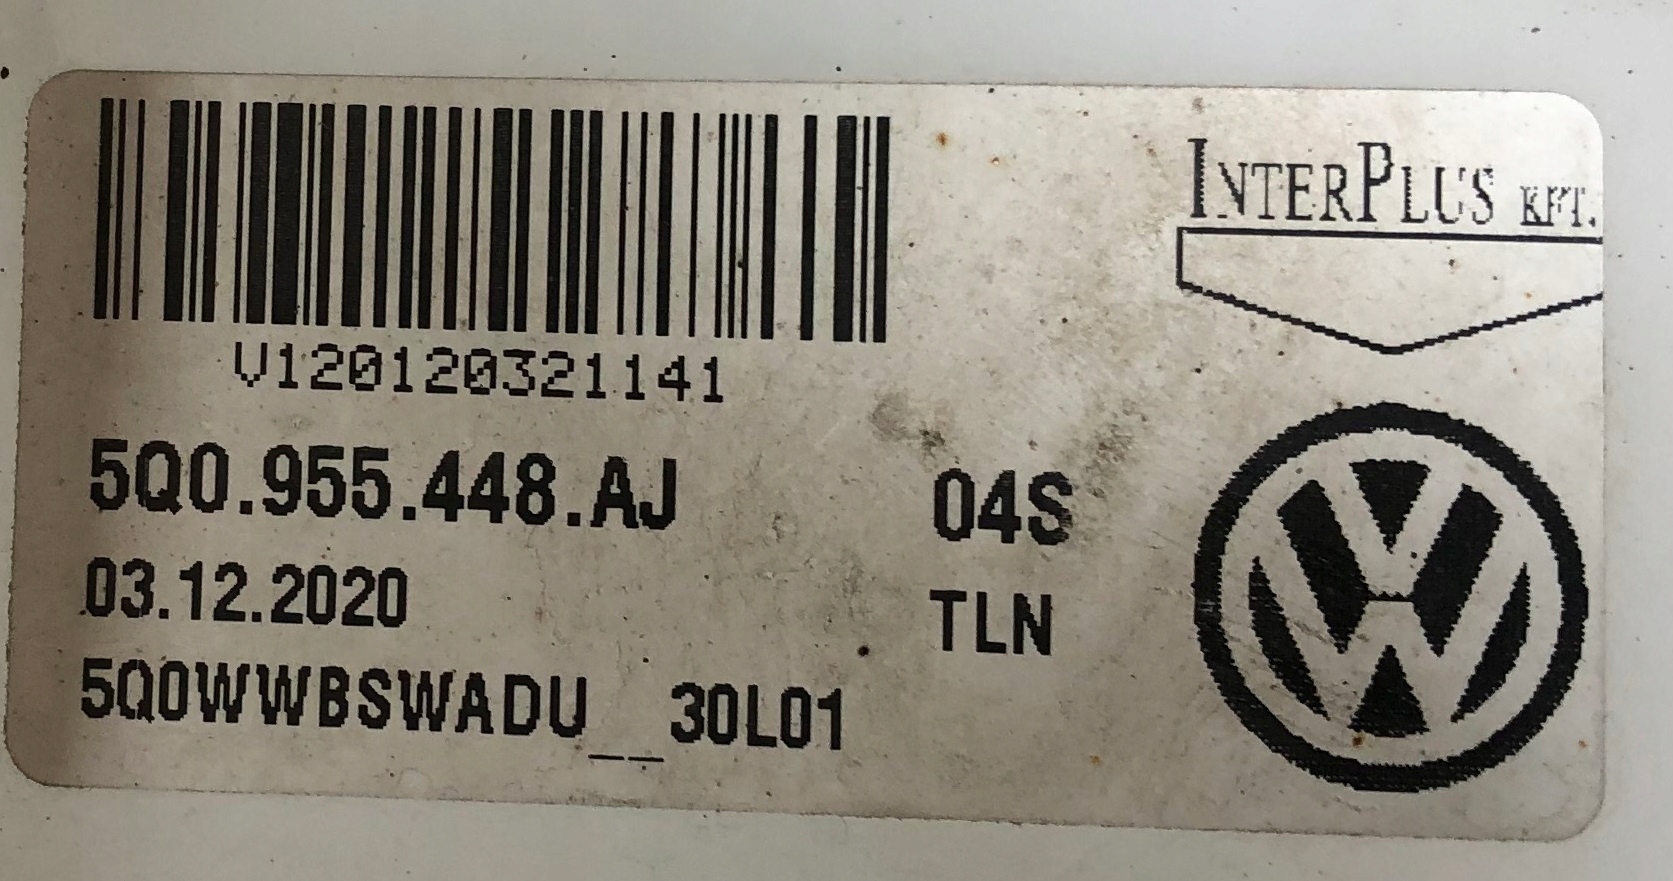 INTERPLUS KFT.
V120120321141
5Q0.955.448.AJ 04S
03.12.2020 TLN
5Q0WWBSWADU__30L01